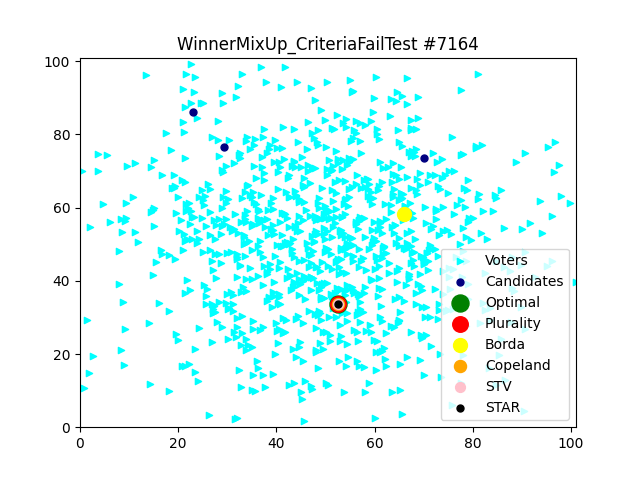 WinnerMixUp_CriteriaFailTest #7164
100
80
60
40
20
0
0 20 40 60 80 100
Voters
Candidates
Optimal
Plurality
Borda
Copeland
STV
STAR